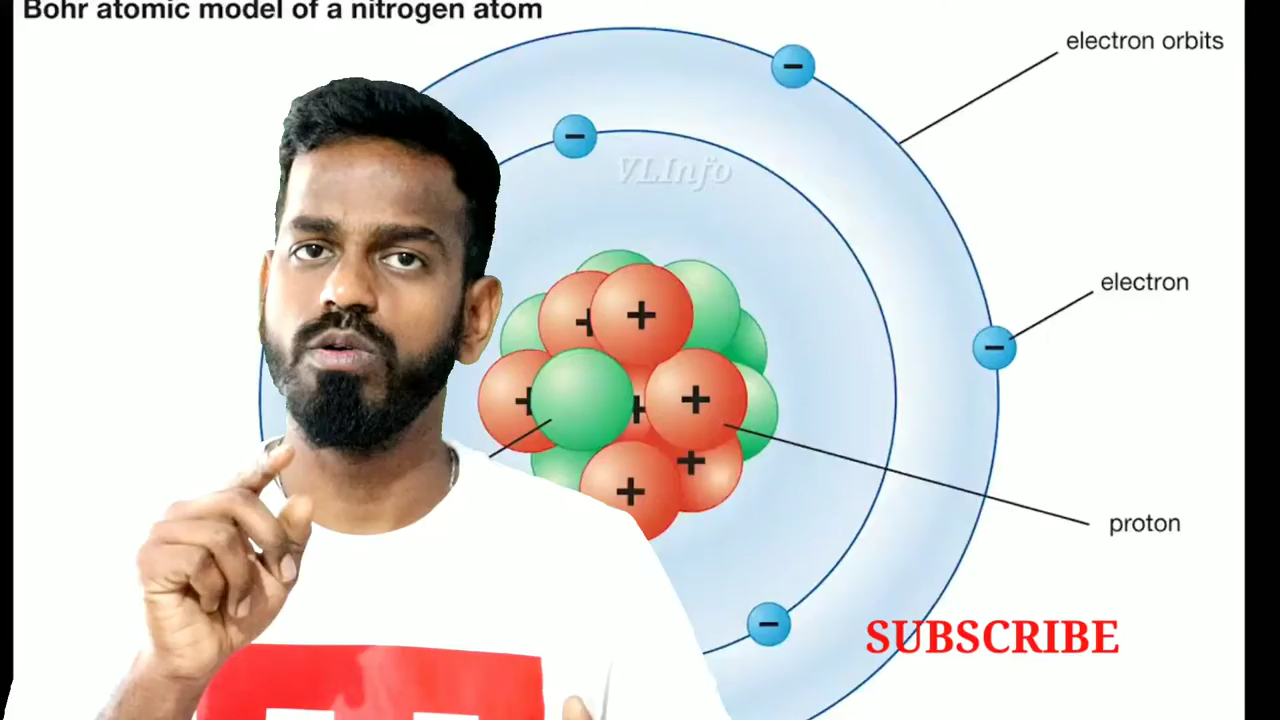 Bohr atomic model of a nitrogen atom
electron orbits
VLInfo
electron
proton
SUBSCRIBE